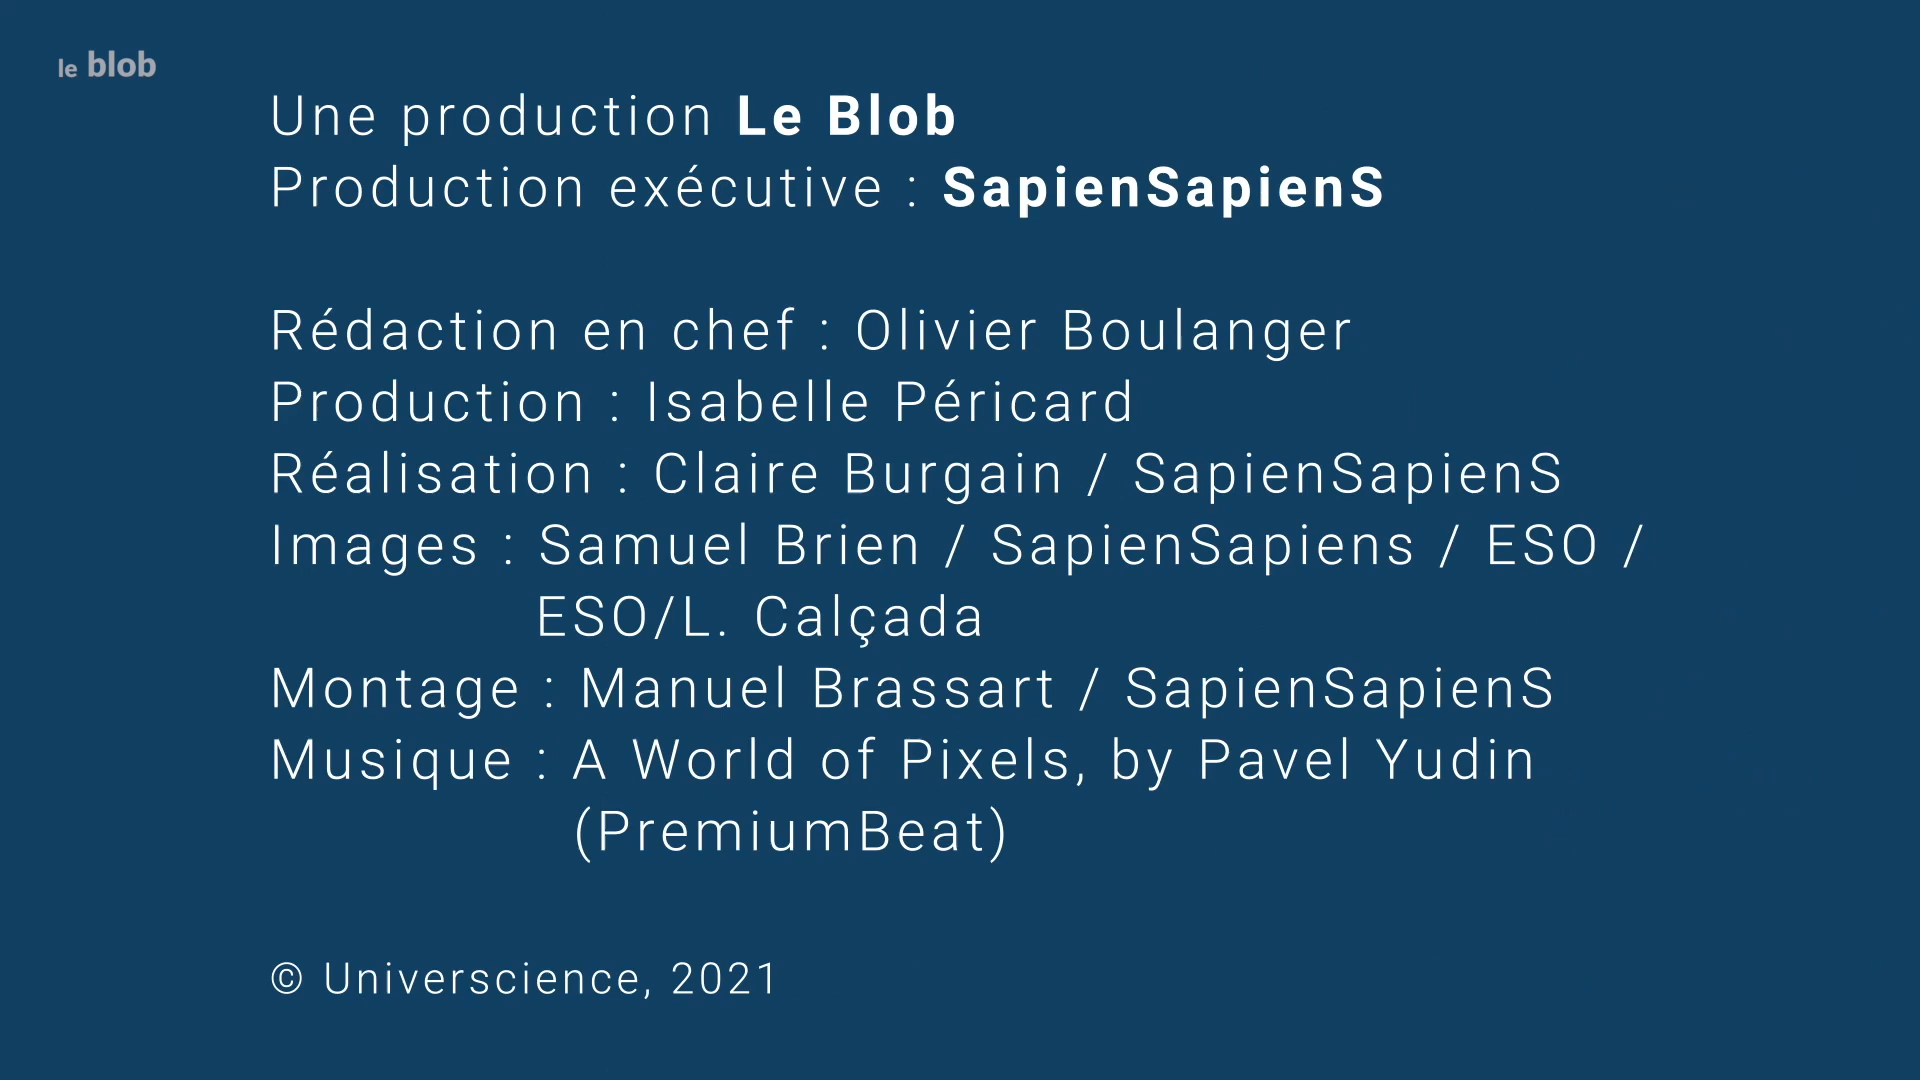 le blob
Une production Le Blob
Production exécutive : SapienSapienS
Rédaction en chef : Olivier Boulanger
Production : Isabelle Péricard
Réalisation : Claire Burgain / SapienSapienS
Images : Samuel Brien / SapienSapiens / ESO /
ESO/L. Calçada
Montage : Manuel Brassart / SapienSapienS
Musique : A World of Pixels, by Pavel Yudin
(PremiumBeat)
© Universcience, 2021